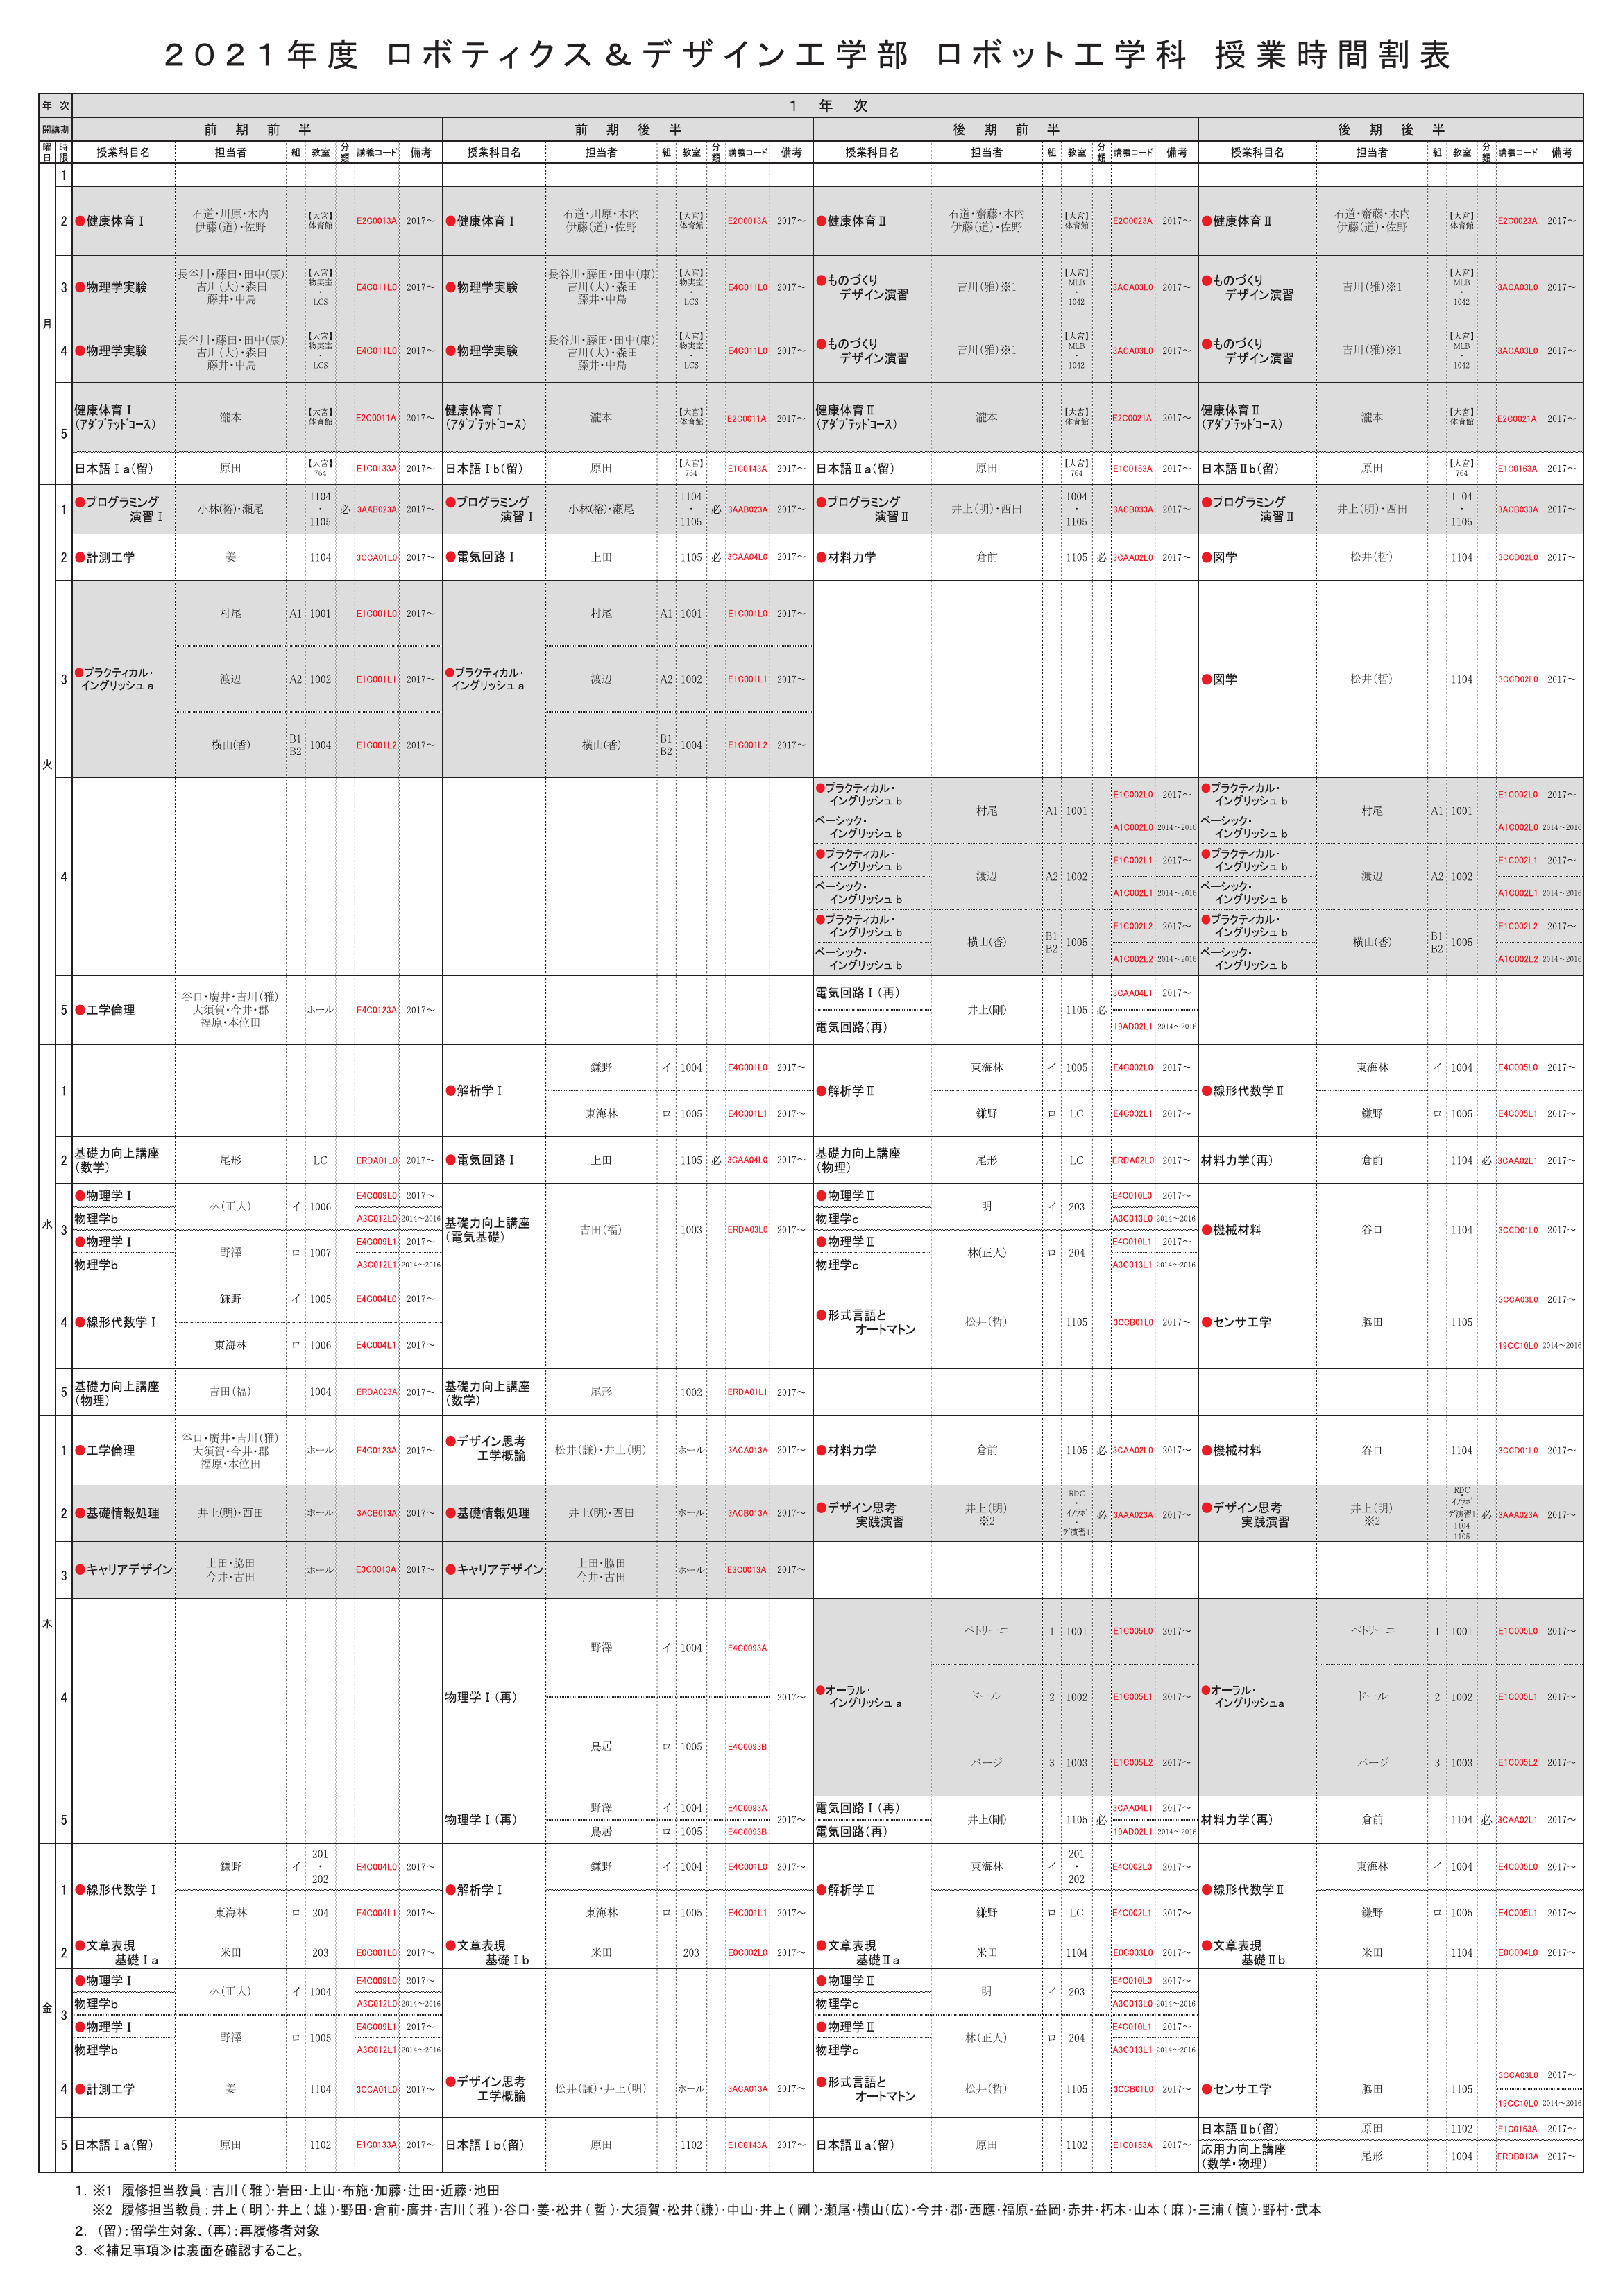 2021年度 ロボティクス＆デザイン工学部 ロボット工学科 授業時間割表
年次 1年次
開講期 前期前半 前期後半 後期前半 後期後半
曜日 時限 授業科目名 担当者 組 教室 分類 講義コード 備考 授業科目名 担当者 組 教室 分類 講義コード 備考 授業科目名 担当者 組 教室 分類 講義コード 備考 授業科目名 担当者 組 教室 分類 講義コード 備考
月
1
2 ●健康体育Ⅰ 石道・川原・木内 伊藤(道)・佐野 【大宮】体育館 E2C0013A 2017～ ●健康体育Ⅰ 石道・川原・木内 伊藤(道)・佐野 【大宮】体育館 E2C0013A 2017～ ●健康体育Ⅱ 石道・齋藤・木内 伊藤(道)・佐野 【大宮】体育館 E2C0023A 2017～ ●健康体育Ⅱ 石道・齋藤・木内 伊藤(道)・佐野 【大宮】体育館 E2C0023A 2017～
3 ●物理学実験 長谷川・藤田・田中(康) 吉川(大)・森田 藤井・中島 【大宮】物実室・LCS E4C011L0 2017～ ●物理学実験 長谷川・藤田・田中(康) 吉川(大)・森田 藤井・中島 【大宮】物実室・LCS E4C011L0 2017～ ●ものづくりデザイン演習 吉川(雅)※1 【大宮】MLB・1042 3ACA03L0 2017～ ●ものづくりデザイン演習 吉川(雅)※1 【大宮】MLB・1042 3ACA03L0 2017～
4 ●物理学実験 長谷川・藤田・田中(康) 吉川(大)・森田 藤井・中島 【大宮】物実室・LCS E4C011L0 2017～ ●物理学実験 長谷川・藤田・田中(康) 吉川(大)・森田 藤井・中島 【大宮】物実室・LCS E4C011L0 2017～ ●ものづくりデザイン演習 吉川(雅)※1 【大宮】MLB・1042 3ACA03L0 2017～ ●ものづくりデザイン演習 吉川(雅)※1 【大宮】MLB・1042 3ACA03L0 2017～
5 健康体育Ⅰ(アダプテッドコース) 瀧本 【大宮】体育館 E2C0011A 2017～ 健康体育Ⅰ(アダプテッドコース) 瀧本 【大宮】体育館 E2C0011A 2017～ 健康体育Ⅱ(アダプテッドコース) 瀧本 【大宮】体育館 E2C0021A 2017～ 健康体育Ⅱ(アダプテッドコース) 瀧本 【大宮】体育館 E2C0021A 2017～
日本語Ⅰa(留) 原田 【大宮】764 E1C0133A 2017～ 日本語Ⅰb(留) 原田 【大宮】764 E1C0143A 2017～ 日本語Ⅱa(留) 原田 【大宮】764 E1C0153A 2017～ 日本語Ⅱb(留) 原田 【大宮】764 E1C0163A 2017～
火
1 ●プログラミング演習Ⅰ 小林(裕)・瀬尾 1104・1105 必 3AAB023A 2017～ ●プログラミング演習Ⅰ 小林(裕)・瀬尾 1104・1105 必 3AAB023A 2017～ ●プログラミング演習Ⅱ 井上(明)・西田 1004・1105 3ACB033A 2017～ ●プログラミング演習Ⅱ 井上(明)・西田 1104・1105 3ACB033A 2017～
2 ●計測工学 姜 1104 3CCA01L0 2017～ ●電気回路Ⅰ 上田 1105 必 3CAA04L0 2017～ ●材料力学 倉前 1105 必 3CAA02L0 2017～ ●図学 松井(哲) 1104 3CCD02L0 2017～
3 ●プラクティカル・イングリッシュa 村尾 A1 1001 E1C001L0 2017～ ●プラクティカル・イングリッシュa 村尾 A1 1001 E1C001L0 2017～
渡辺 A2 1002 E1C001L1 2017～ 渡辺 A2 1002 E1C001L1 2017～ ●図学 松井(哲) 1104 3CCD02L0 2017～
横山(香) B1 B2 1004 E1C001L2 2017～ 横山(香) B1 B2 1004 E1C001L2 2017～
4 ●プラクティカル・イングリッシュb 村尾 A1 1001 E1C002L0 2017～ ●プラクティカル・イングリッシュb 村尾 A1 1001 E1C002L0 2017～
ベーシック・イングリッシュb A1C002L0 2014～2016 ベーシック・イングリッシュb A1C002L0 2014～2016
●プラクティカル・イングリッシュb 渡辺 A2 1002 E1C002L1 2017～ ●プラクティカル・イングリッシュb 渡辺 A2 1002 E1C002L1 2017～
ベーシック・イングリッシュb A1C002L1 2014～2016 ベーシック・イングリッシュb A1C002L1 2014～2016
●プラクティカル・イングリッシュb 横山(香) B1 B2 1005 E1C002L2 2017～ ●プラクティカル・イングリッシュb 横山(香) B1 B2 1005 E1C002L2 2017～
ベーシック・イングリッシュb A1C002L2 2014～2016 ベーシック・イングリッシュb A1C002L2 2014～2016
5 ●工学倫理 谷口・廣井・吉川(雅) 大須賀・今井・郡 福原・本位田 ホール E4C0123A 2017～ 電気回路Ⅰ(再) 井上(剛) 1105 必 3CAA04L1 2017～
電気回路(再) 19AD02L1 2014～2016
水
1 ●解析学Ⅰ 鎌野 イ 1004 E4C001L0 2017～ ●解析学Ⅱ 東海林 イ 1005 E4C002L0 2017～ ●線形代数学Ⅱ 東海林 イ 1004 E4C005L0 2017～
東海林 ロ 1005 E4C001L1 2017～ 鎌野 ロ LC E4C002L1 2017～ 鎌野 ロ 1005 E4C005L1 2017～
2 基礎力向上講座(数学) 尾形 LC ERDA01L0 2017～ ●電気回路Ⅰ 上田 1105 必 3CAA04L0 2017～ 基礎力向上講座(物理) 尾形 LC ERDA02L0 2017～ 材料力学(再) 倉前 1104 必 3CAA02L1 2017～
3 ●物理学Ⅰ 林(正人) イ 1006 E4C009L0 2017～ 基礎力向上講座(電気基礎) 吉田(福) 1003 ERDA03L0 2017～ ●物理学Ⅱ 明 イ 203 E4C010L0 2017～ ●機械材料 谷口 1104 3CCD01L0 2017～
物理学b A3C012L0 2014～2016 物理学c A3C013L0 2014～2016
●物理学Ⅰ 野澤 ロ 1007 E4C009L1 2017～ ●物理学Ⅱ 林(正人) ロ 204 E4C010L1 2017～
物理学b A3C012L1 2014～2016 物理学c A3C013L1 2014～2016
4 ●線形代数学Ⅰ 鎌野 イ 1005 E4C004L0 2017～ ●形式言語とオートマトン 松井(哲) 1105 3CCB01L0 2017～ ●センサ工学 脇田 1105 3CCA03L0 2017～
東海林 ロ 1006 E4C004L1 2017～ 19CC10L0 2014～2016
5 基礎力向上講座(物理) 吉田(福) 1004 ERDA023A 2017～ 基礎力向上講座(数学) 尾形 1002 ERDA01L1 2017～
木
1 ●工学倫理 谷口・廣井・吉川(雅) 大須賀・今井・郡 福原・本位田 ホール E4C0123A 2017～ ●デザイン思考工学概論 松井(謙)・井上(明) ホール 3ACA013A 2017～ ●材料力学 倉前 1105 必 3CAA02L0 2017～ ●機械材料 谷口 1104 3CCD01L0 2017～
2 ●基礎情報処理 井上(明)・西田 ホール 3ACB013A 2017～ ●基礎情報処理 井上(明)・西田 ホール 3ACB013A 2017～ ●デザイン思考実践演習 井上(明)※2 RDC・イノラボ・デ演習1 必 3AAA023A 2017～ ●デザイン思考実践演習 井上(明)※2 RDC・イノラボ・デ演習1 1104 1105 必 3AAA023A 2017～
3 ●キャリアデザイン 上田・脇田 今井・古田 ホール E3C0013A 2017～ ●キャリアデザイン 上田・脇田 今井・古田 ホール E3C0013A 2017～
4 物理学Ⅰ(再) 野澤 イ 1004 E4C0093A 2017～ ●オーラル・イングリッシュa ペトリーニ 1 1001 E1C005L0 2017～ ●オーラル・イングリッシュa ペトリーニ 1 1001 E1C005L0 2017～
ドール 2 1002 E1C005L1 2017～ ドール 2 1002 E1C005L1 2017～
鳥居 ロ 1005 E4C0093B バージ 3 1003 E1C005L2 2017～ バージ 3 1003 E1C005L2 2017～
5 物理学Ⅰ(再) 野澤 イ 1004 E4C0093A 2017～ 電気回路Ⅰ(再) 井上(剛) 1105 必 3CAA04L1 2017～ 材料力学(再) 倉前 1104 必 3CAA02L1 2017～
鳥居 ロ 1005 E4C0093B 電気回路(再) 19AD02L1 2014～2016
金
1 ●線形代数学Ⅰ 鎌野 イ 201・202 E4C004L0 2017～ ●解析学Ⅰ 鎌野 イ 1004 E4C001L0 2017～ ●解析学Ⅱ 東海林 イ 201・202 E4C002L0 2017～ ●線形代数学Ⅱ 東海林 イ 1004 E4C005L0 2017～
東海林 ロ 204 E4C004L1 2017～ 東海林 ロ 1005 E4C001L1 2017～ 鎌野 ロ LC E4C002L1 2017～ 鎌野 ロ 1005 E4C005L1 2017～
2 ●文章表現基礎Ⅰa 米田 203 E0C001L0 2017～ ●文章表現基礎Ⅰb 米田 203 E0C002L0 2017～ ●文章表現基礎Ⅱa 米田 1104 E0C003L0 2017～ ●文章表現基礎Ⅱb 米田 1104 E0C004L0 2017～
3 ●物理学Ⅰ 林(正人) イ 1004 E4C009L0 2017～ ●物理学Ⅱ 明 イ 203 E4C010L0 2017～
物理学b A3C012L0 2014～2016 物理学c A3C013L0 2014～2016
●物理学Ⅰ 野澤 ロ 1005 E4C009L1 2017～ ●物理学Ⅱ 林(正人) ロ 204 E4C010L1 2017～
物理学b A3C012L1 2014～2016 物理学c A3C013L1 2014～2016
4 ●計測工学 姜 1104 3CCA01L0 2017～ ●デザイン思考工学概論 松井(謙)・井上(明) ホール 3ACA013A 2017～ ●形式言語とオートマトン 松井(哲) 1105 3CCB01L0 2017～ ●センサ工学 脇田 1105 3CCA03L0 2017～
19CC10L0 2014～2016
5 日本語Ⅰa(留) 原田 1102 E1C0133A 2017～ 日本語Ⅰb(留) 原田 1102 E1C0143A 2017～ 日本語Ⅱa(留) 原田 1102 E1C0153A 2017～ 日本語Ⅱb(留) 原田 1102 E1C0163A 2017～
応用力向上講座(数学・物理) 尾形 1004 ERDB013A 2017～
1. ※1 履修担当教員：吉川(雅)・岩田・上山・布施・加藤・辻田・近藤・池田
※2 履修担当教員：井上(明)・井上(雄)・野田・倉前・廣井・吉川(雅)・谷口・姜・松井(哲)・大須賀・松井(謙)・中山・井上(剛)・瀬尾・横山(広)・今井・郡・西應・福原・益岡・赤井・朽木・山本(麻)・三浦(慎)・野村・武本
2. (留)：留学生対象、(再)：再履修者対象
3. ≪補足事項≫は裏面を確認すること。